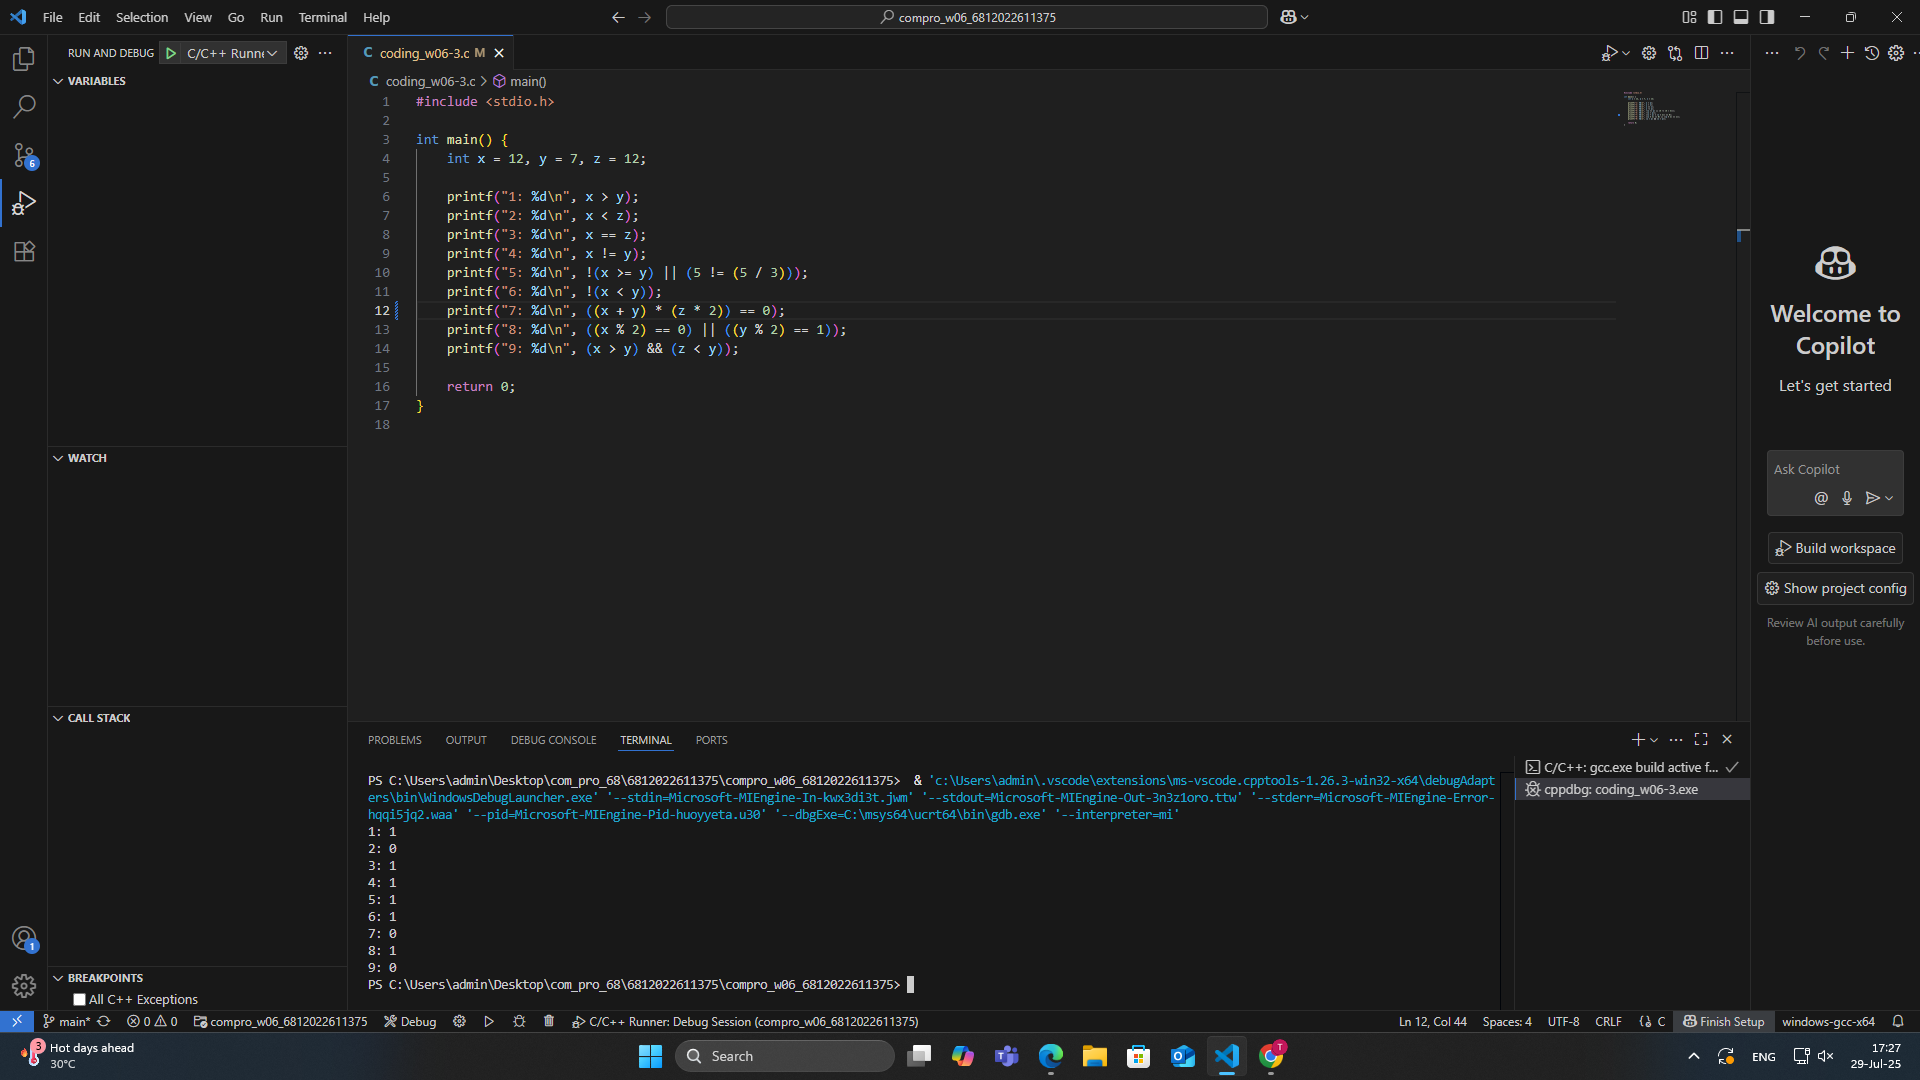 File Edit Selection View Go Run Terminal Help
compro_w06_6812022611375
RUN AND DEBUG
C/C++ Runne
VARIABLES
WATCH
CALL STACK
BREAKPOINTS
All C++ Exceptions
6
1
C coding_w06-3.c M
C coding_w06-3.c > main()
1 #include <stdio.h>
2
3 int main() {
4 int x = 12, y = 7, z = 12;
5
6 printf("1: %d\n", x > y);
7 printf("2: %d\n", x < z);
8 printf("3: %d\n", x == z);
9 printf("4: %d\n", x != y);
10 printf("5: %d\n", !(x >= y) || (5 != (5 / 3)));
11 printf("6: %d\n", !(x < y));
12 printf("7: %d\n", ((x + y) * (z * 2)) == 0);
13 printf("8: %d\n", ((x % 2) == 0) || ((y % 2) == 1));
14 printf("9: %d\n", (x > y) && (z < y));
15
16 return 0;
17 }
18
Welcome to
Copilot
Let's get started
Ask Copilot
Build workspace
Show project config
Review AI output carefully
before use.
PROBLEMS OUTPUT DEBUG CONSOLE TERMINAL PORTS
PS C:\Users\admin\Desktop\com_pro_68\6812022611375\compro_w06_6812022611375> & 'c:\Users\admin\.vscode\extensions\ms-vscode.cpptools-1.26.3-win32-x64\debugAdapt
ers\bin\WindowsDebugLauncher.exe' '--stdin=Microsoft-MIEngine-In-kwx3di3t.jwm' '--stdout=Microsoft-MIEngine-Out-3n3z1oro.ttw' '--stderr=Microsoft-MIEngine-Error-
hqqi5jq2.waa' '--pid=Microsoft-MIEngine-Pid-huoyyeta.u30' '--dbgExe=C:\msys64\ucrt64\bin\gdb.exe' '--interpreter=mi'
1: 1
2: 0
3: 1
4: 1
5: 1
6: 1
7: 0
8: 1
9: 0
PS C:\Users\admin\Desktop\com_pro_68\6812022611375\compro_w06_6812022611375>
C/C++: gcc.exe build active f...
cppdbg: coding_w06-3.exe
main* 0 0 compro_w06_6812022611375 Debug C/C++ Runner: Debug Session (compro_w06_6812022611375) Ln 12, Col 44 Spaces: 4 UTF-8 CRLF C Finish Setup windows-gcc-x64
3
Hot days ahead
30°C
Search
T
ENG
17:27
29-Jul-25